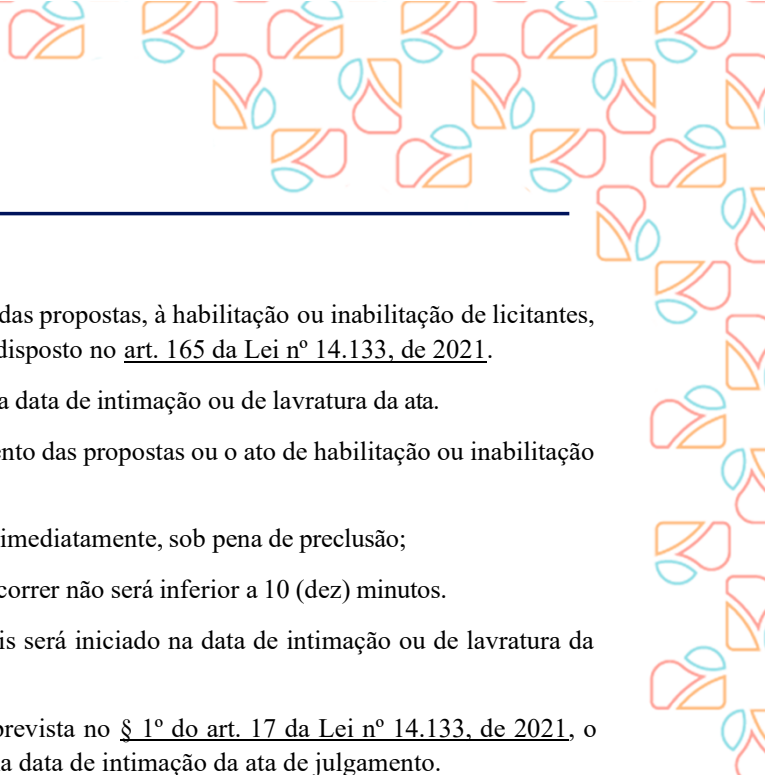 das propostas, à habilitação ou inabilitação de licitantes,
disposto no art. 165 da Lei nº 14.133, de 2021.
a data de intimação ou de lavratura da ata.
ento das propostas ou o ato de habilitação ou inabilitação
imediatamente, sob pena de preclusão;
correr não será inferior a 10 (dez) minutos.
is será iniciado na data de intimação ou de lavratura da
prevista no § 1º do art. 17 da Lei nº 14.133, de 2021, o
a data de intimação da ata de julgamento.